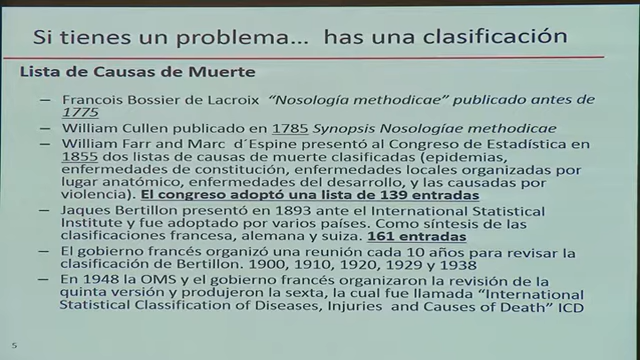 Si tienes un problema... has una clasificación
Lista de Causas de Muerte
– Francois Bossier de Lacroix "Nosología methodicae" publicado antes de
1775
– William Cullen publicado en 1785 Synopsis Nosologíae methodicae
– William Farr and Marc d´Espine presentó al Congreso de Estadística en
1855 dos listas de causas de muerte clasificadas (epidemias,
enfermedades de constitución, enfermedades locales organizadas por
lugar anatómico, enfermedades del desarrollo, y las causadas por
violencia). El congreso adoptó una lista de 139 entradas
– Jaques Bertillon presentó en 1893 ante el International Statistical
Institute y fue adoptado por varios países. Como síntesis de las
clasificaciones francesa, alemana y suiza. 161 entradas
– El gobierno francés organizó una reunión cada 10 años para revisar la
clasificación de Bertillon. 1900, 1910, 1920, 1929 y 1938
– En 1948 la OMS y el gobierno francés organizaron la revisión de la
quinta versión y produjeron la sexta, la cual fue llamada "International
Statistical Classification of Diseases, Injuries and Causes of Death" ICD
5